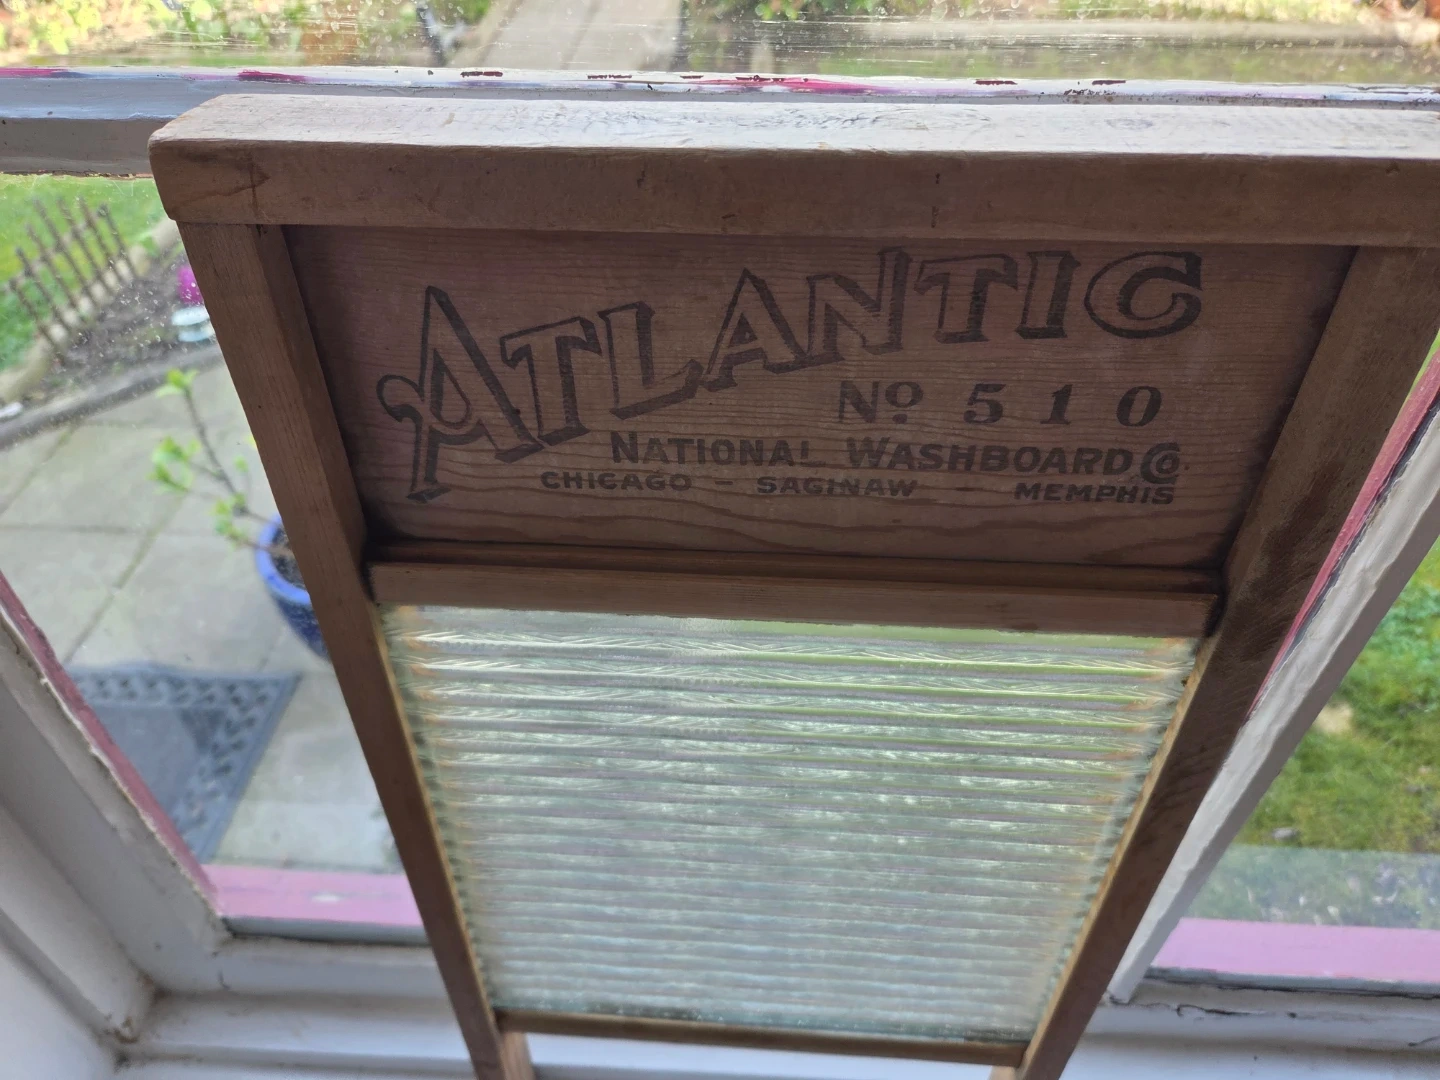 ATLANTIC
No 510
NATIONAL WASHBOARD Co
CHICAGO - SAGINAW - MEMPHIS